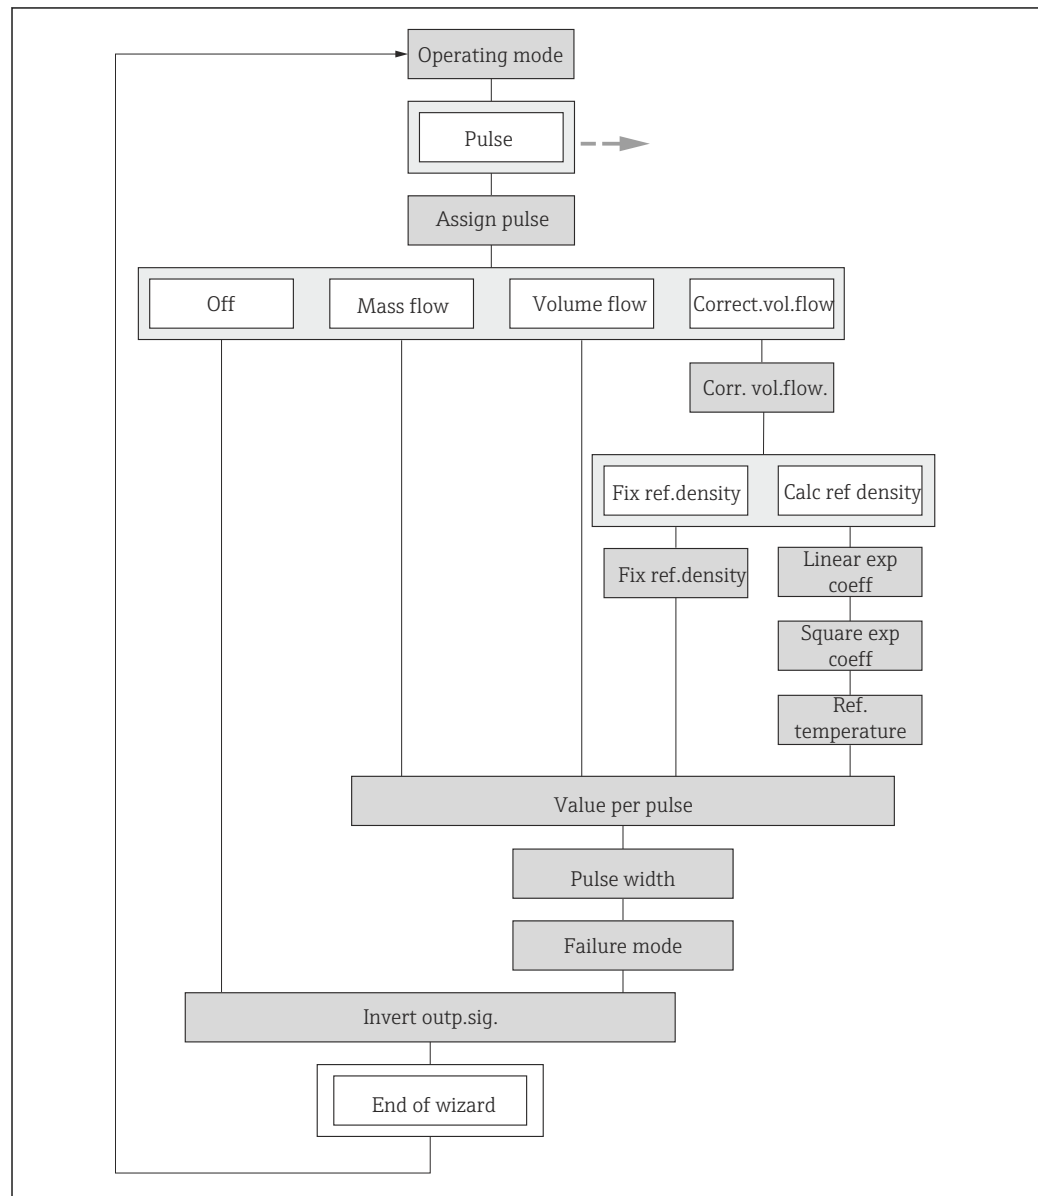 Operating mode
Pulse
Assign pulse
Off
Mass flow
Volume flow
Correct.vol.flow
Corr. vol.flow.
Fix ref.density
Calc ref density
Fix ref.density
Linear exp
coeff
Square exp
coeff
Ref.
temperature
Value per pulse
Pulse width
Failure mode
Invert outp.sig.
End of wizard